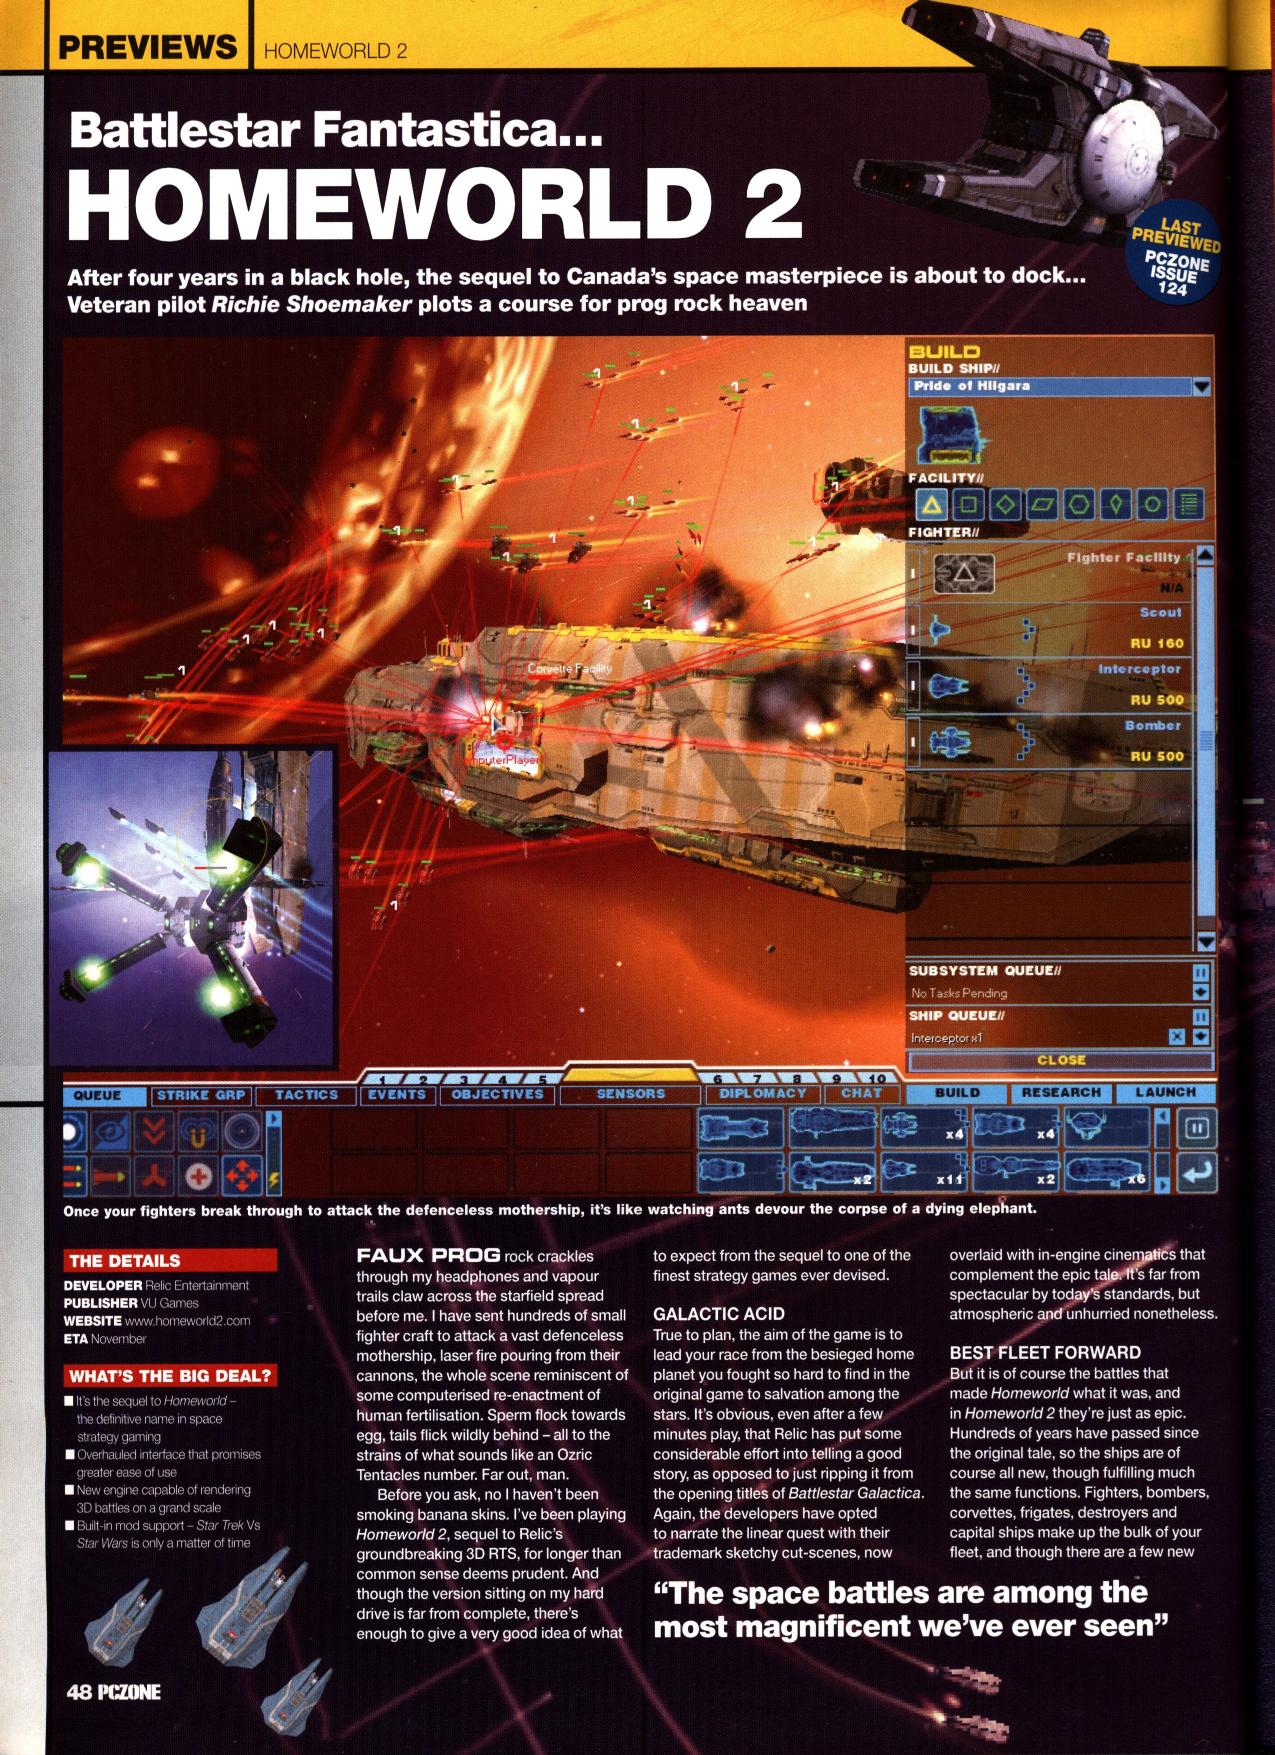 PREVIEWS
HOMEWORLD 2
Battlestar Fantastica...
HOMEWORLD 2
After four years in a black hole, the sequel to Canada's space masterpiece is about to dock...
Veteran pilot Richie Shoemaker plots a course for prog rock heaven
LAST
PREVIEWED
PCZONE
ISSUE
124
BUILD
BUILD SHIP//
Pride of Hiigara
FACILITY//
FIGHTER//
Fighter Facility
N/A
Scout
RU 160
Interceptor
RU 500
Bomber
RU 500
Corvette Facility
SUBSYSTEM QUEUE//
No Tasks Pending
SHIP QUEUE//
Interceptor x1
CLOSE
1 2 3 4 5 6 7 8 9 10
QUEUE STRIKE GRP TACTICS EVENTS OBJECTIVES SENSORS DIPLOMACY CHAT BUILD RESEARCH LAUNCH
x4 x4
x2 x11 x2 x6
Once your fighters break through to attack the defenceless mothership, it's like watching ants devour the corpse of a dying elephant.
THE DETAILS
DEVELOPER Relic Entertainment
PUBLISHER VU Games
WEBSITE www.homeworld2.com
ETA November
WHAT'S THE BIG DEAL?
■ It's the sequel to Homeworld –
the definitive name in space
strategy gaming
■ Overhauled interface that promises
greater ease of use
■ New engine capable of rendering
3D battles on a grand scale
■ Built-in mod support – Star Trek Vs
Star Wars is only a matter of time
FAUX PROG rock crackles
through my headphones and vapour
trails claw across the starfield spread
before me. I have sent hundreds of small
fighter craft to attack a vast defenceless
mothership, laser fire pouring from their
cannons, the whole scene reminiscent of
some computerised re-enactment of
human fertilisation. Sperm flock towards
egg, tails flick wildly behind – all to the
strains of what sounds like an Ozric
Tentacles number. Far out, man.
Before you ask, no I haven't been
smoking banana skins. I've been playing
Homeworld 2, sequel to Relic's
groundbreaking 3D RTS, for longer than
common sense deems prudent. And
though the version sitting on my hard
drive is far from complete, there's
enough to give a very good idea of what
to expect from the sequel to one of the
finest strategy games ever devised.
GALACTIC ACID
True to plan, the aim of the game is to
lead your race from the besieged home
planet you fought so hard to find in the
original game to salvation among the
stars. It's obvious, even after a few
minutes play, that Relic has put some
considerable effort into telling a good
story, as opposed to just ripping it from
the opening titles of Battlestar Galactica.
Again, the developers have opted
to narrate the linear quest with their
trademark sketchy cut-scenes, now
overlaid with in-engine cinematics that
complement the epic tale. It's far from
spectacular by today's standards, but
atmospheric and unhurried nonetheless.
BEST FLEET FORWARD
But it is of course the battles that
made Homeworld what it was, and
in Homeworld 2 they're just as epic.
Hundreds of years have passed since
the original tale, so the ships are of
course all new, though fulfilling much
the same functions. Fighters, bombers,
corvettes, frigates, destroyers and
capital ships make up the bulk of your
fleet, and though there are a few new
“The space battles are among the
most magnificent we've ever seen”
48 PCZONE